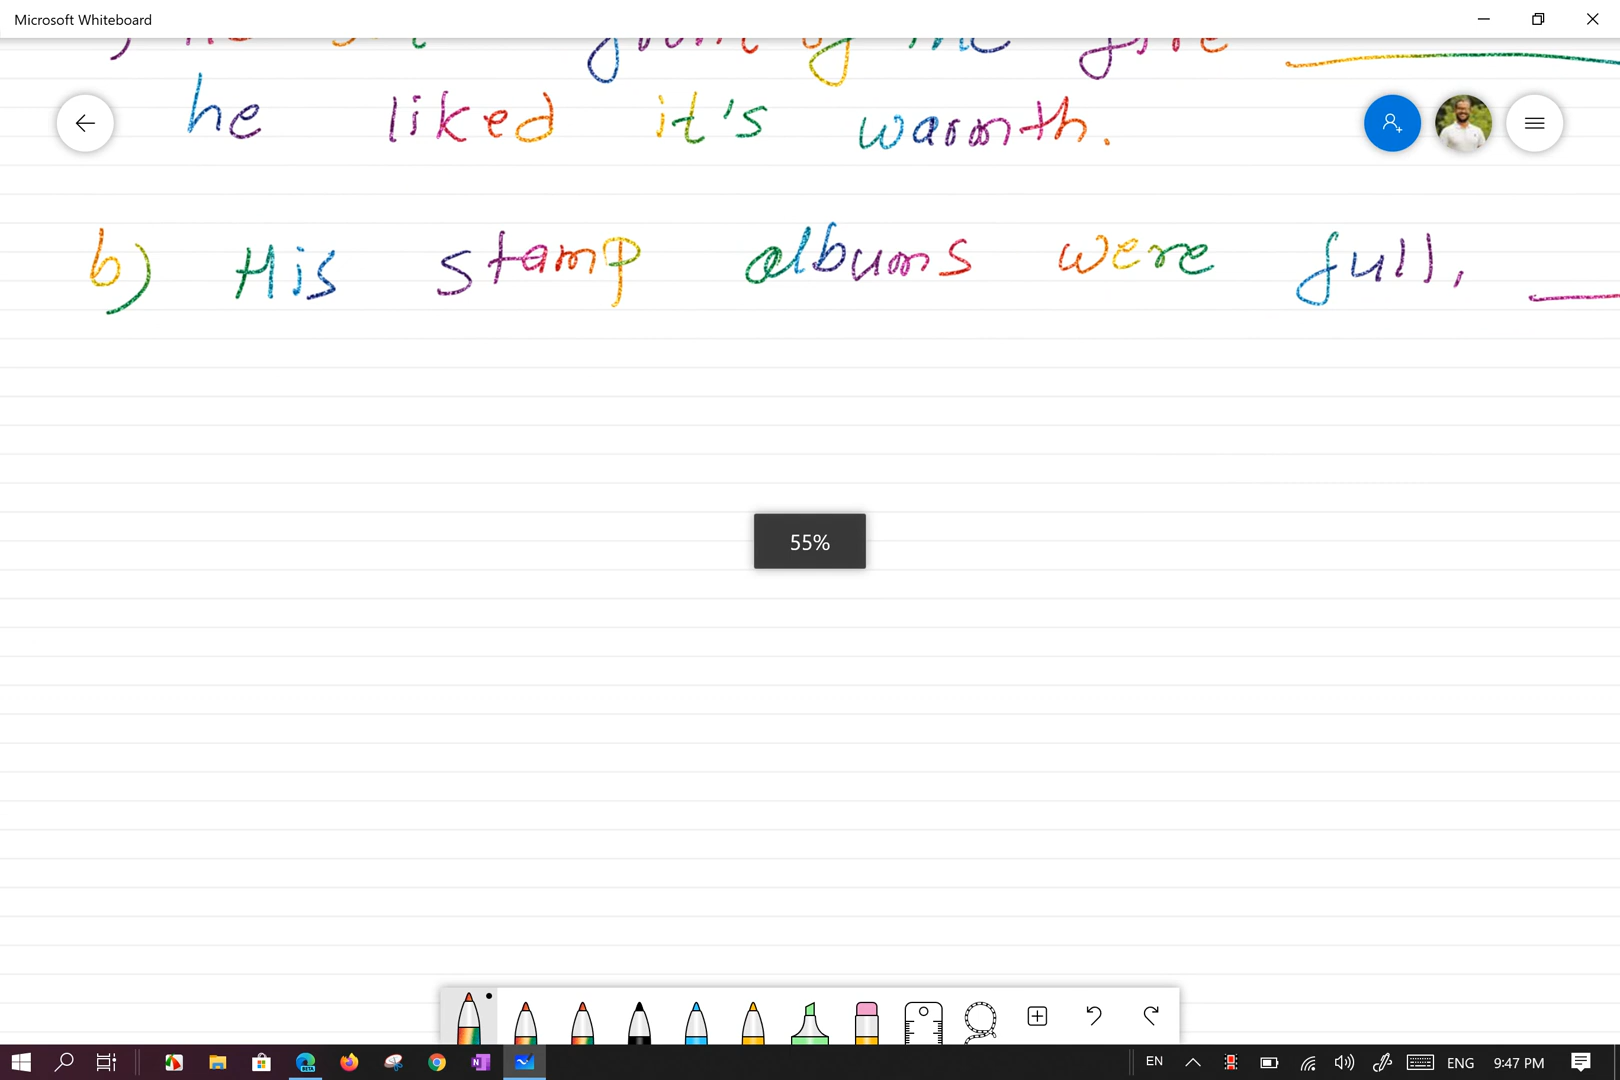 Microsoft Whiteboard
he liked it's warmth.
b) His stamp albums were full,
55%
EN
ENG
9:47 PM